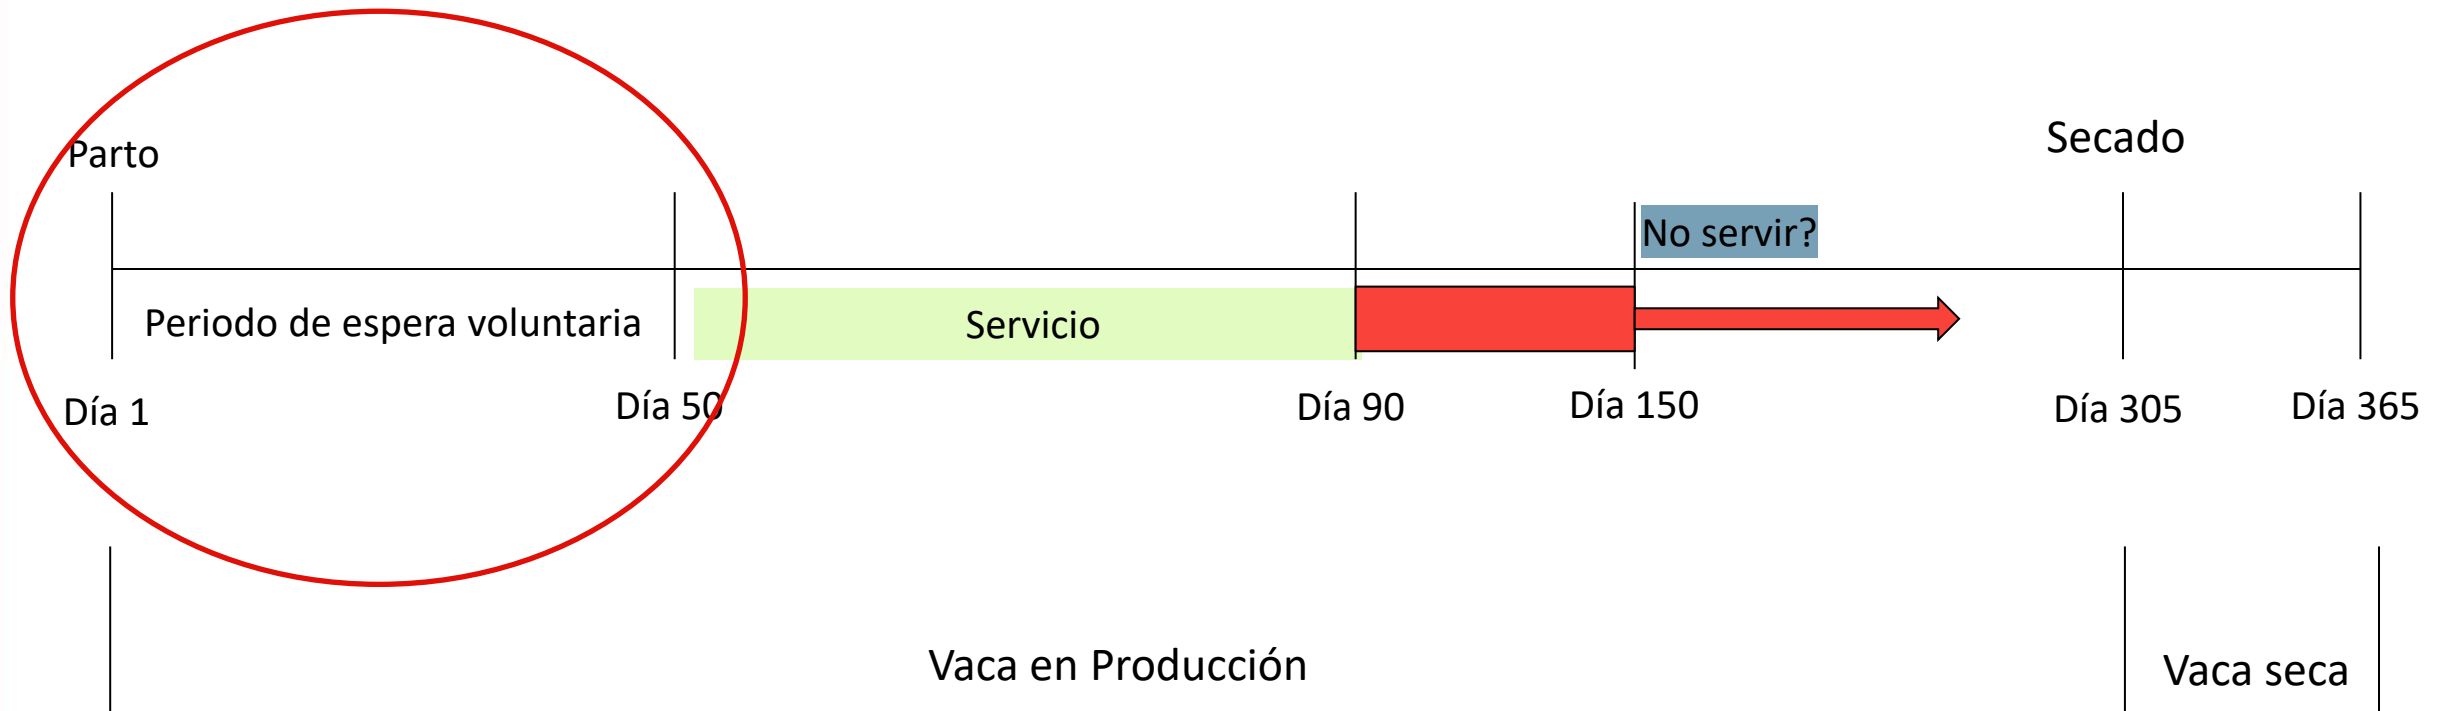 Parto
Secado
No servir?
Periodo de espera voluntaria
Servicio
Día 1
Día 50
Día 90
Día 150
Día 305
Día 365
Vaca en Producción
Vaca seca